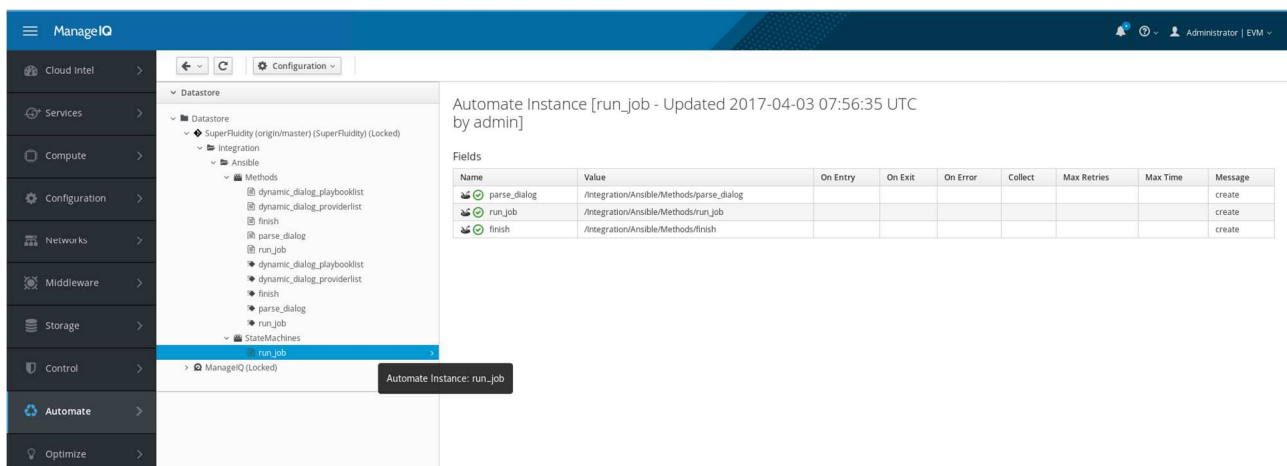 ManageIQ
Administrator | EVM
Cloud Intel
Services
Compute
Configuration
Networks
Middleware
Storage
Control
Automate
Optimize
Configuration
Datastore
Datastore
SuperFluidity (origin/master) (SuperFluidity) (Locked)
Integration
Ansible
Methods
dynamic_dialog_playbooklist
dynamic_dialog_providerlist
finish
parse_dialog
run_job
dynamic_dialog_playbooklist
dynamic_dialog_providerlist
finish
parse_dialog
run_job
StateMachines
run_job
ManageIQ (Locked)
Automate Instance: run_job
Automate Instance [run_job - Updated 2017-04-03 07:56:35 UTC
by admin]
Fields
Name Value On Entry On Exit On Error Collect Max Retries Max Time Message
parse_dialog /Integration/Ansible/Methods/parse_dialog create
run_job /Integration/Ansible/Methods/run_job create
finish /Integration/Ansible/Methods/finish create